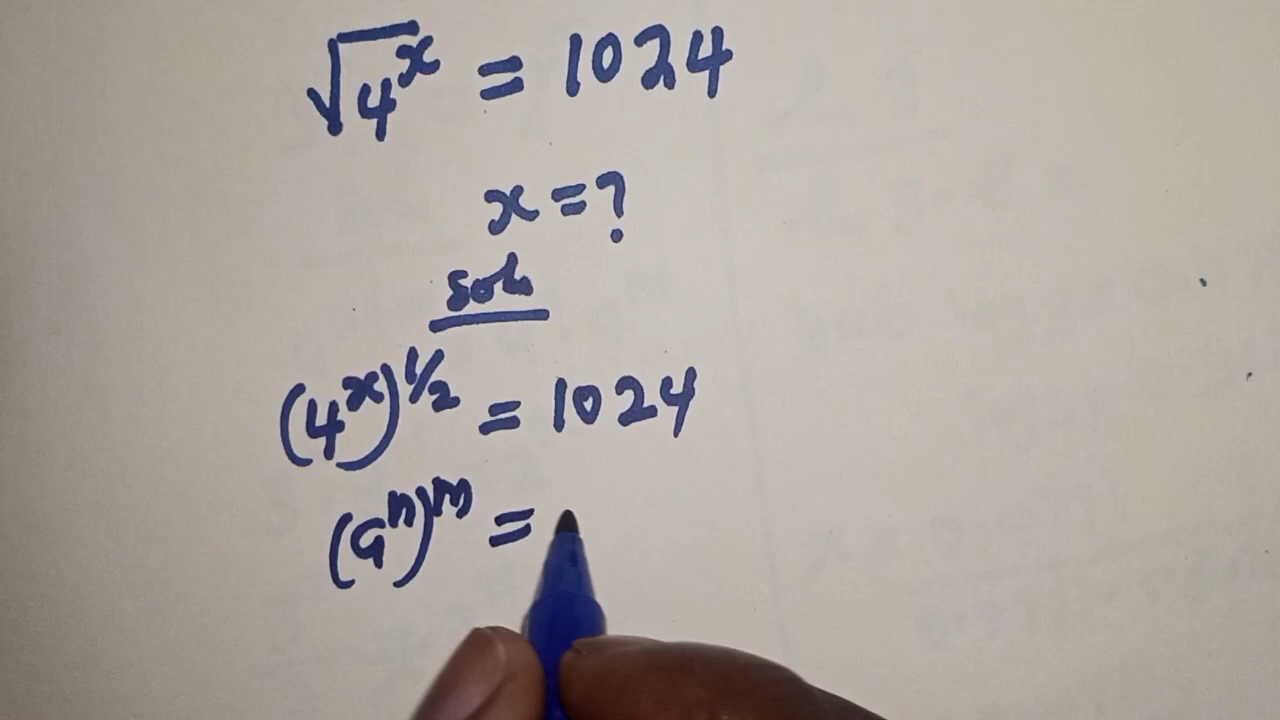 √4^x = 1024
x = ?
Soln
(4^x)^1/2 = 1024
(a^n)^m =